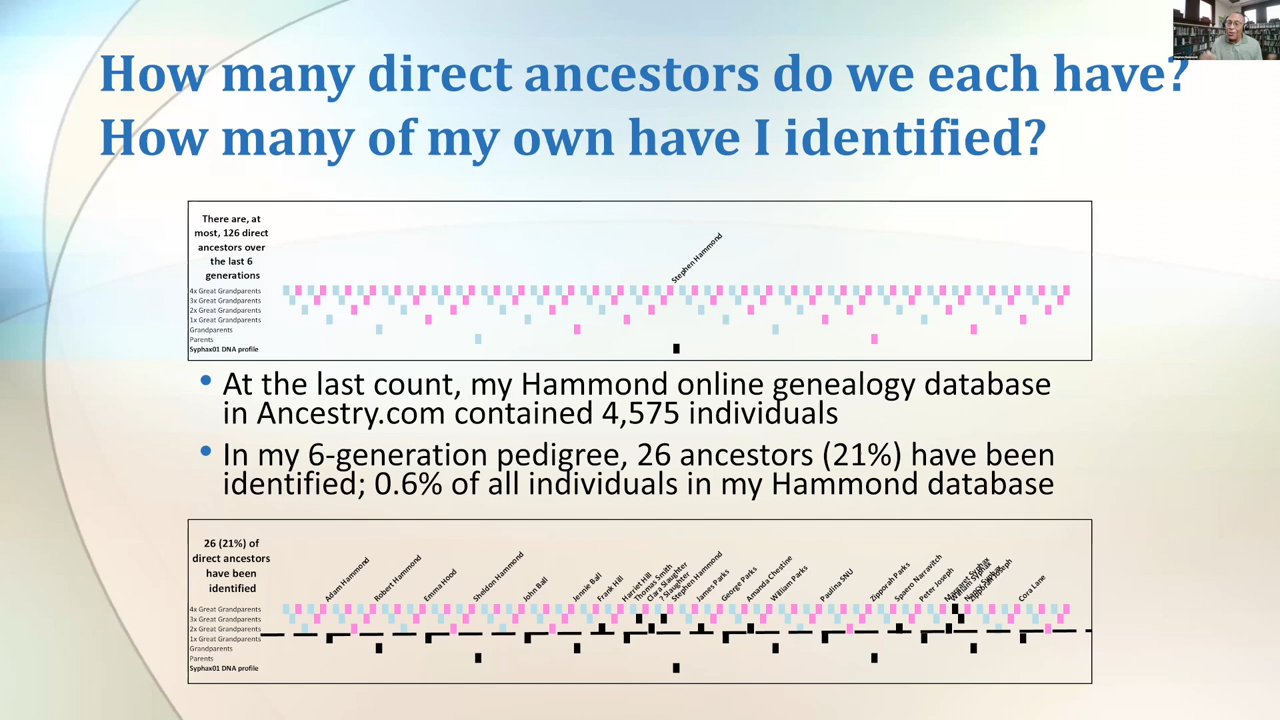 How many direct ancestors do we each have?
How many of my own have I identified?
There are, at
most, 126 direct
ancestors over
the last 6
generations
Stephen Hammond
4x Great Grandparents
3x Great Grandparents
2x Great Grandparents
1x Great Grandparents
Grandparents
Parents
Syphax01 DNA profile
• At the last count, my Hammond online genealogy database
in Ancestry.com contained 4,575 individuals
• In my 6-generation pedigree, 26 ancestors (21%) have been
identified; 0.6% of all individuals in my Hammond database
26 (21%) of
direct ancestors
have been
identified
Adam Hammond
Robert Hammond
Emma Hood
Sheldon Hammond
John Ball
Jennie Ball
Frank Hill
Harriet Hill
Thomas Smith
Clara Slaughter
? Slaughter
Stephen Hammond
James Parks
George Parks
Amanda Cheatine
William Parks
Paulina SNU
Zipporah Parks
Spaeno Narravitch
Peter Joseph
Cora Lane
4x Great Grandparents
3x Great Grandparents
2x Great Grandparents
1x Great Grandparents
Grandparents
Parents
Syphax01 DNA profile